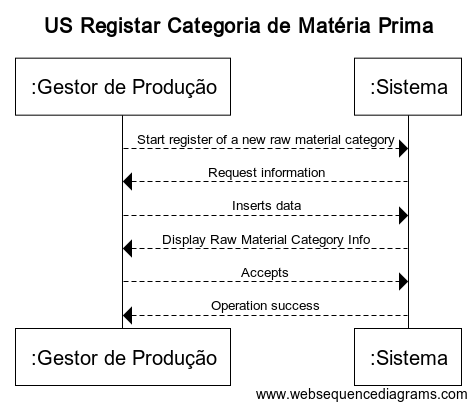 US Registar Categoria de Matéria Prima
:Gestor de Produção
:Sistema
Start register of a new raw material category
Request information
Inserts data
Display Raw Material Category Info
Accepts
Operation success
:Gestor de Produção
:Sistema
www.websequencediagrams.com